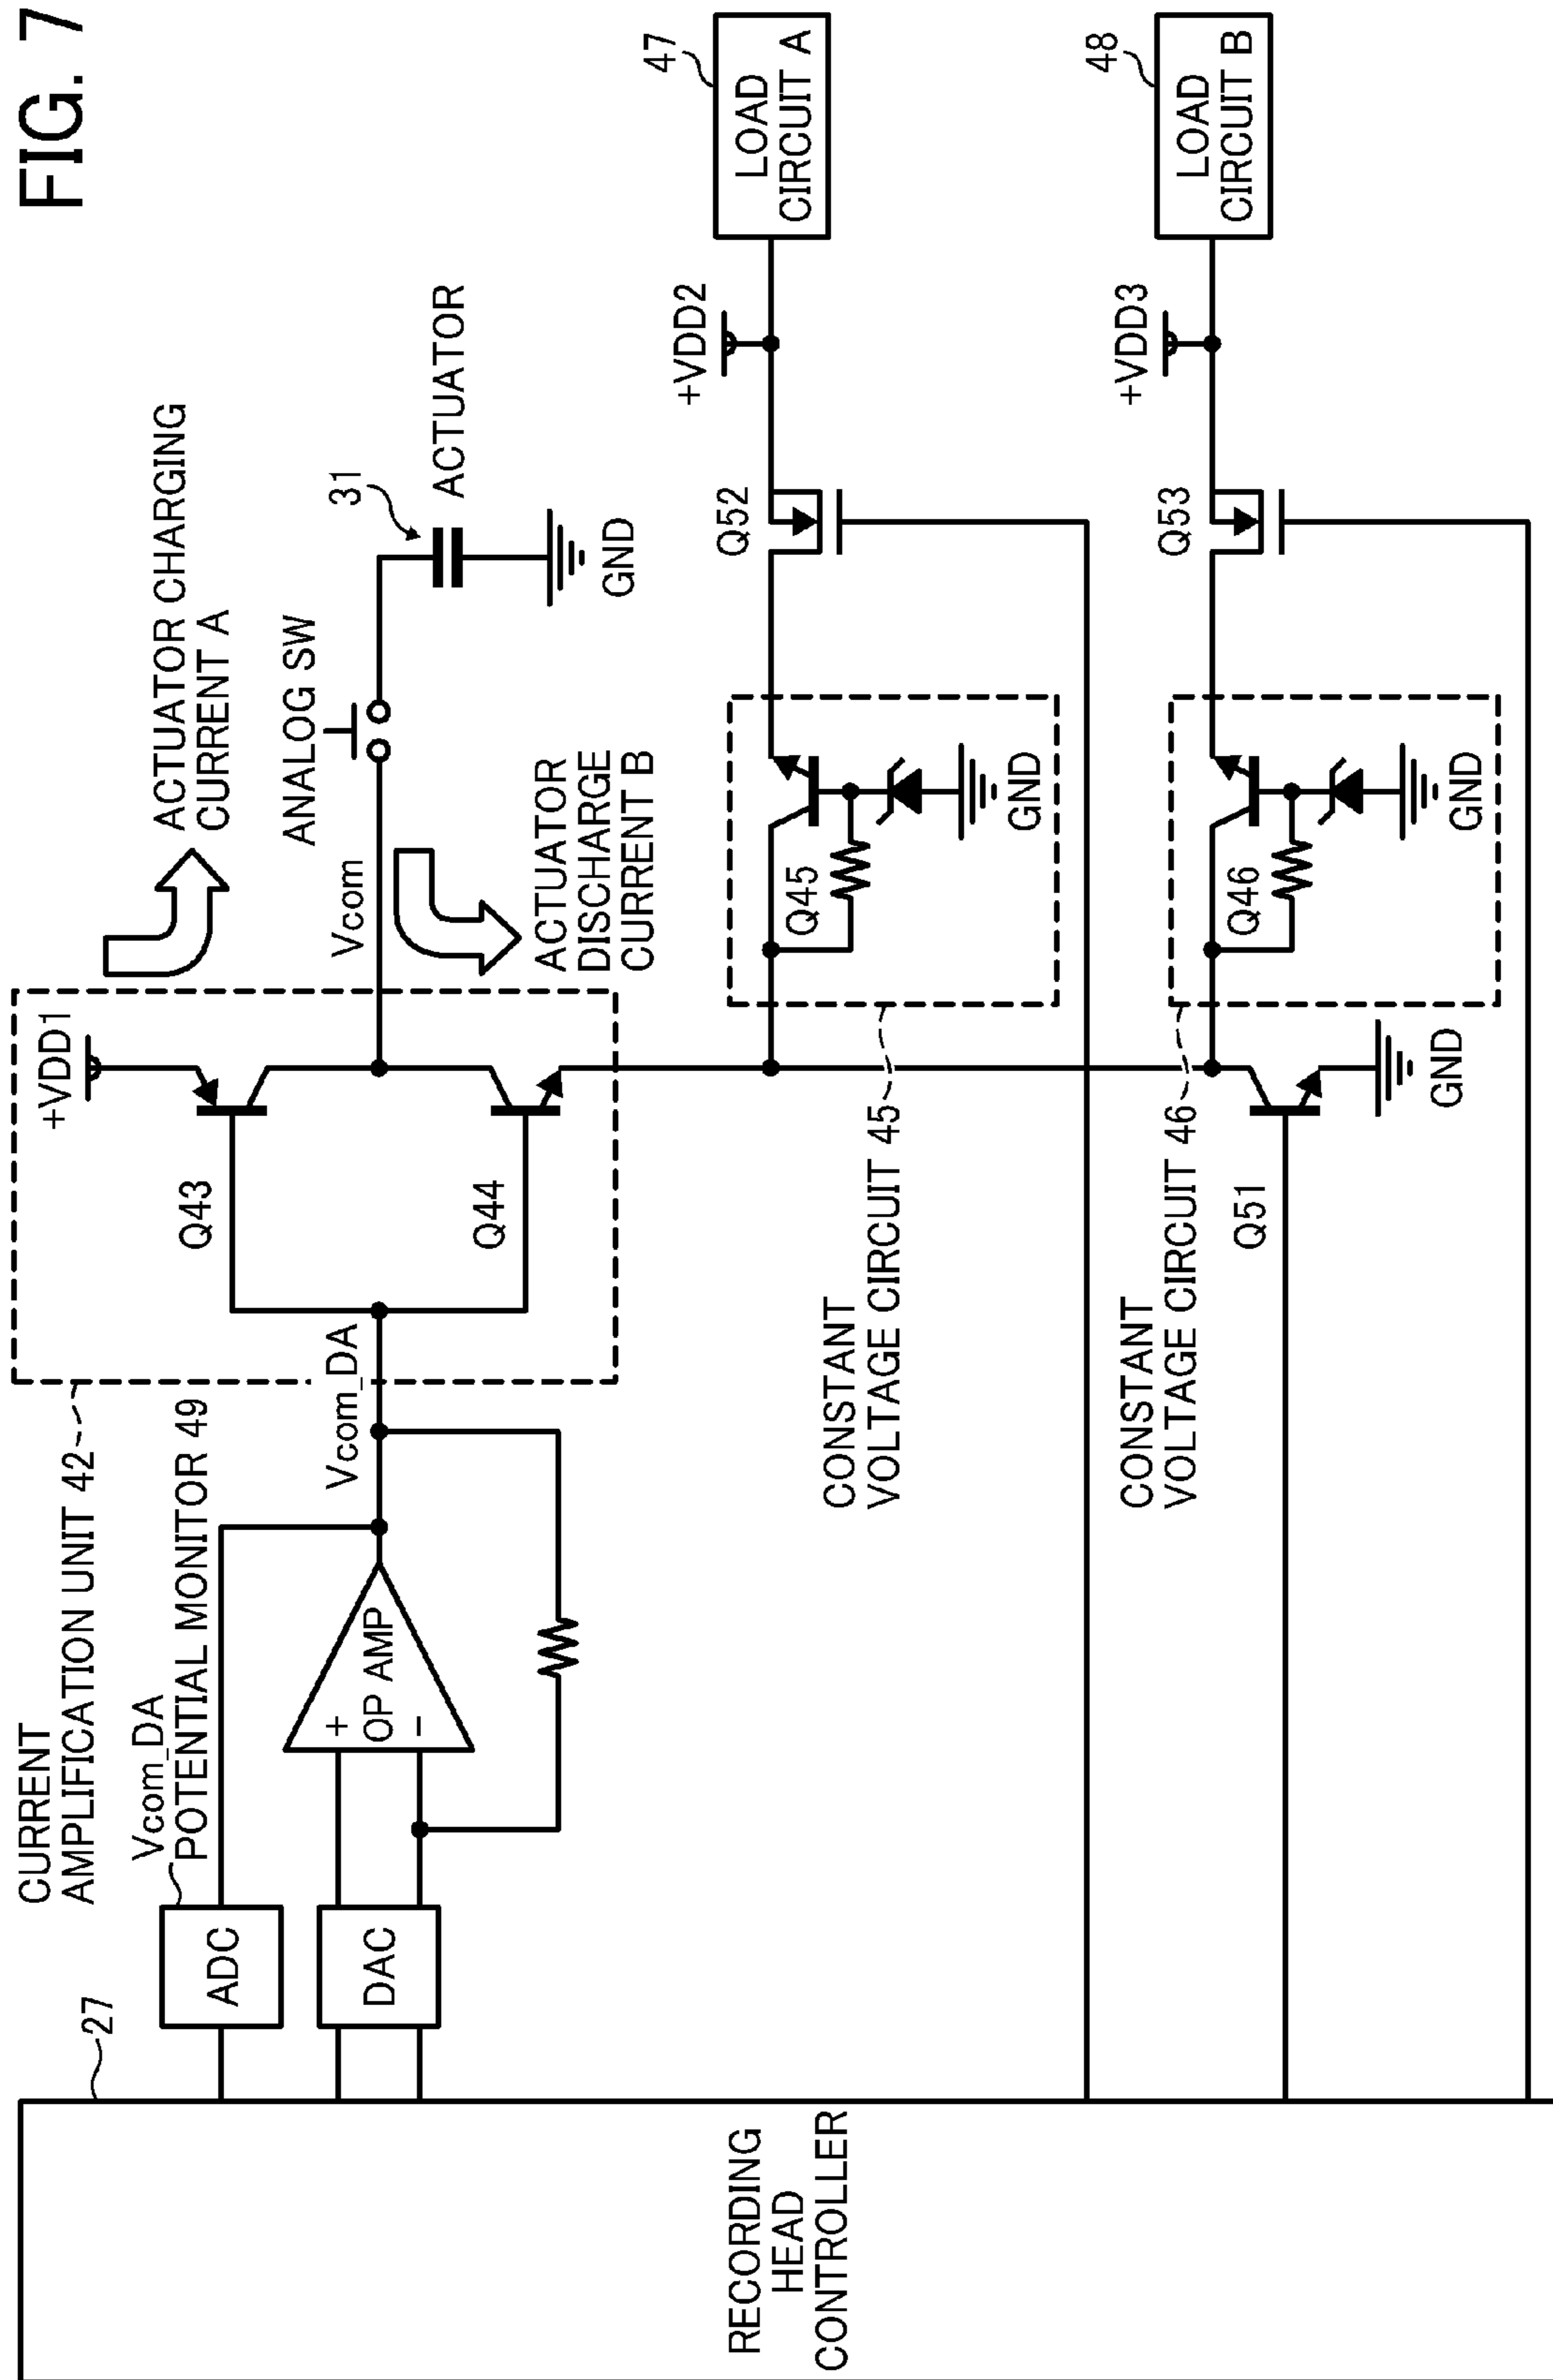 FIG. 7
CURRENT
AMPLIFICATION UNIT 42
Vcom_DA
POTENTIAL MONITOR 49
27
ADC
DAC
RECORDING
HEAD
CONTROLLER
+
OP AMP
−
Vcom_DA
+VDD1
Q43
Q44
ACTUATOR CHARGING
CURRENT A
ANALOG SW
Vcom
31
ACTUATOR
GND
ACTUATOR
DISCHARGE
CURRENT B
CONSTANT
VOLTAGE CIRCUIT 45
Q45
GND
Q52
+VDD2
47
LOAD
CIRCUIT A
CONSTANT
VOLTAGE CIRCUIT 46
Q46
GND
Q53
+VDD3
48
LOAD
CIRCUIT B
Q51
GND